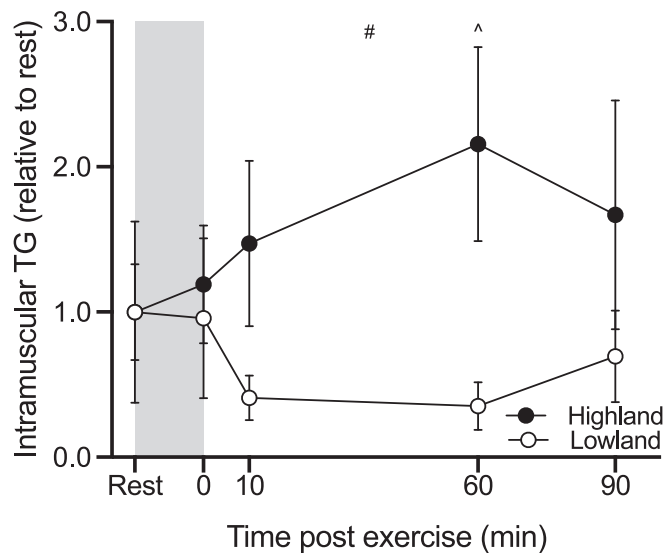 3.0
# ^
2.0
1.0
0.0
Intramuscular TG (relative to rest)
Highland
Lowland
Rest 0 10 60 90
Time post exercise (min)